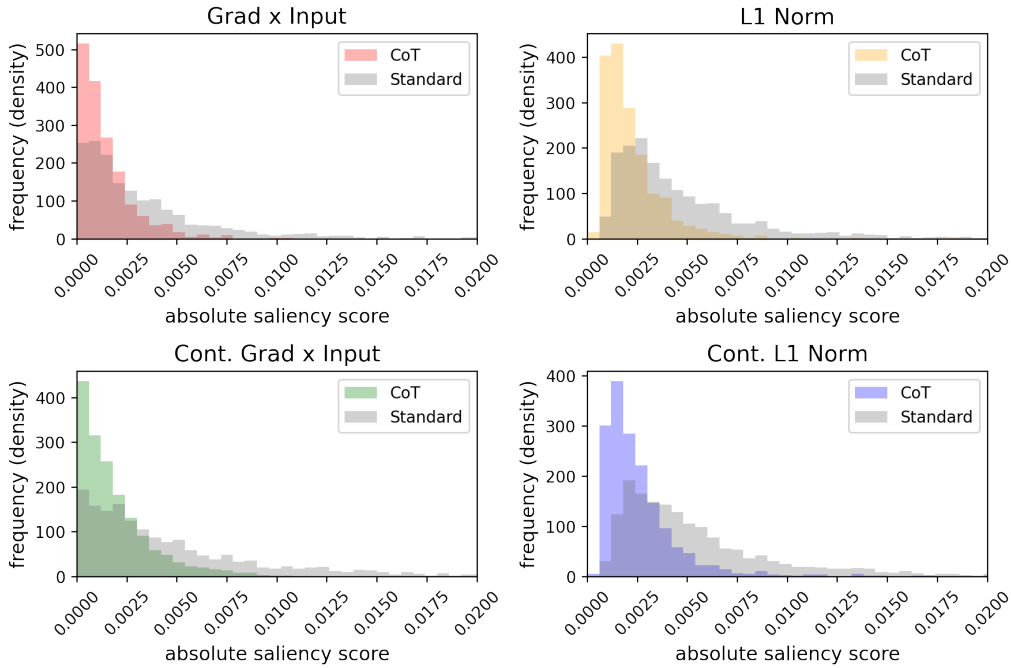 Grad x Input
frequency (density)
500
400
300
200
100
0
CoT
Standard
0.0000
0.0025
0.0050
0.0075
0.0100
0.0125
0.0150
0.0175
0.0200
absolute saliency score
L1 Norm
frequency (density)
400
300
200
100
0
CoT
Standard
0.0000
0.0025
0.0050
0.0075
0.0100
0.0125
0.0150
0.0175
0.0200
absolute saliency score
Cont. Grad x Input
frequency (density)
400
300
200
100
0
CoT
Standard
0.0000
0.0025
0.0050
0.0075
0.0100
0.0125
0.0150
0.0175
0.0200
absolute saliency score
Cont. L1 Norm
frequency (density)
400
300
200
100
0
CoT
Standard
0.0000
0.0025
0.0050
0.0075
0.0100
0.0125
0.0150
0.0175
0.0200
absolute saliency score